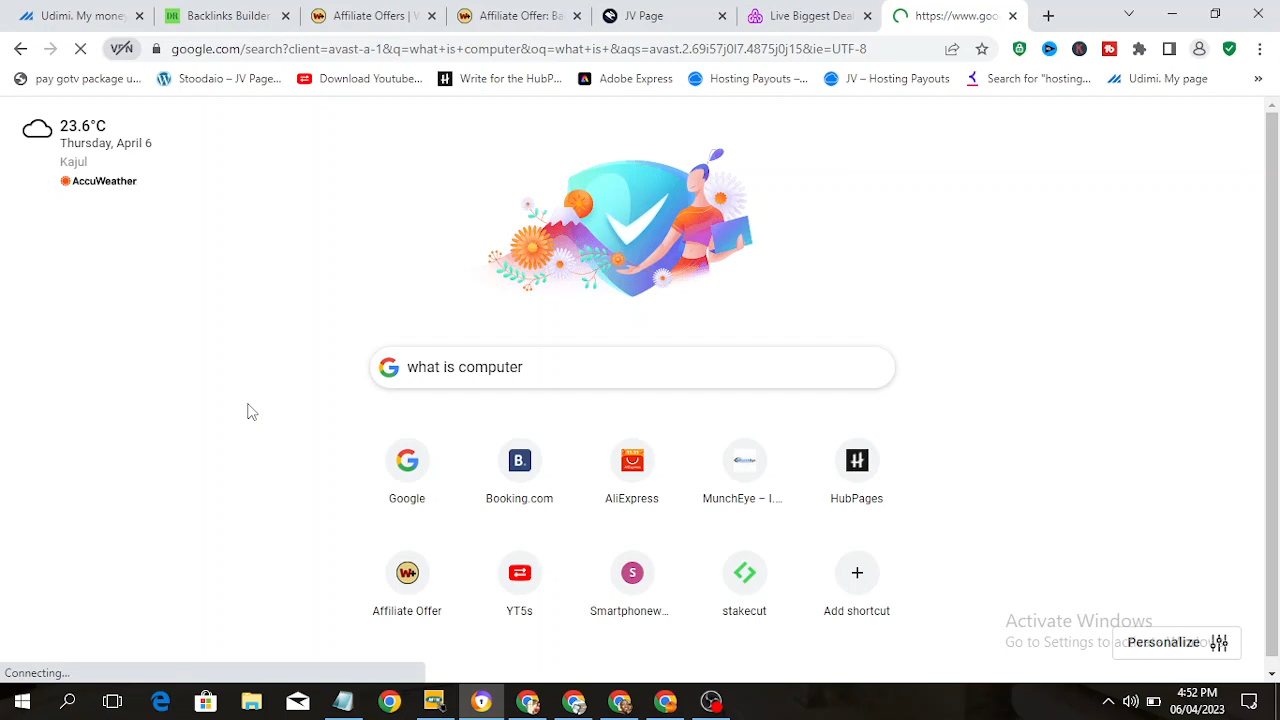 Udimi. My mone
Backlinks Builde
Affiliate Offers | W
Affiliate Offer: Ba
JV Page
Live Biggest Deal
https://www.goo
VPN
google.com/search?client=avast-a-1&q=what+is+computer&oq=what+is+&aqs=avast.2.69i57j0l7.4875j0j15&ie=UTF-8
pay gotv package u...
Stoodaio – JV Pag...
Download Youtube...
Write for the HubP...
Adobe Express
Hosting Payouts –...
JV – Hosting Payouts
Search for "hosting...
Udimi. My page
»
23.6°C
Thursday, April 6
Kajul
AccuWeather
what is computer
Google
Booking.com
AliExpress
MunchEye – I....
HubPages
Affiliate Offer
YT5s
Smartphonew...
stakecut
Add shortcut
Activate Windows
Go to Settings to
Personalize
Connecting...
4:52 PM
06/04/2023